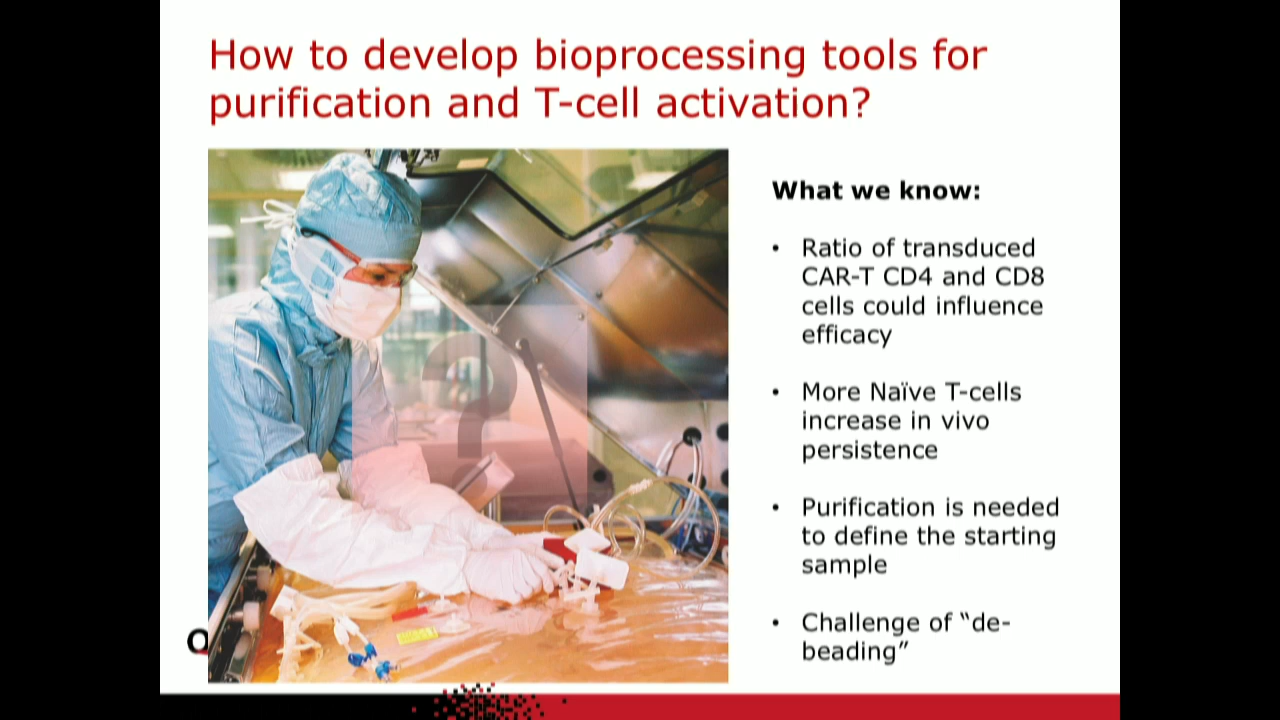 How to develop bioprocessing tools for
purification and T-cell activation?
What we know:
• Ratio of transduced
CAR-T CD4 and CD8
cells could influence
efficacy
• More Naïve T-cells
increase in vivo
persistence
• Purification is needed
to define the starting
sample
• Challenge of “de-
beading”
?